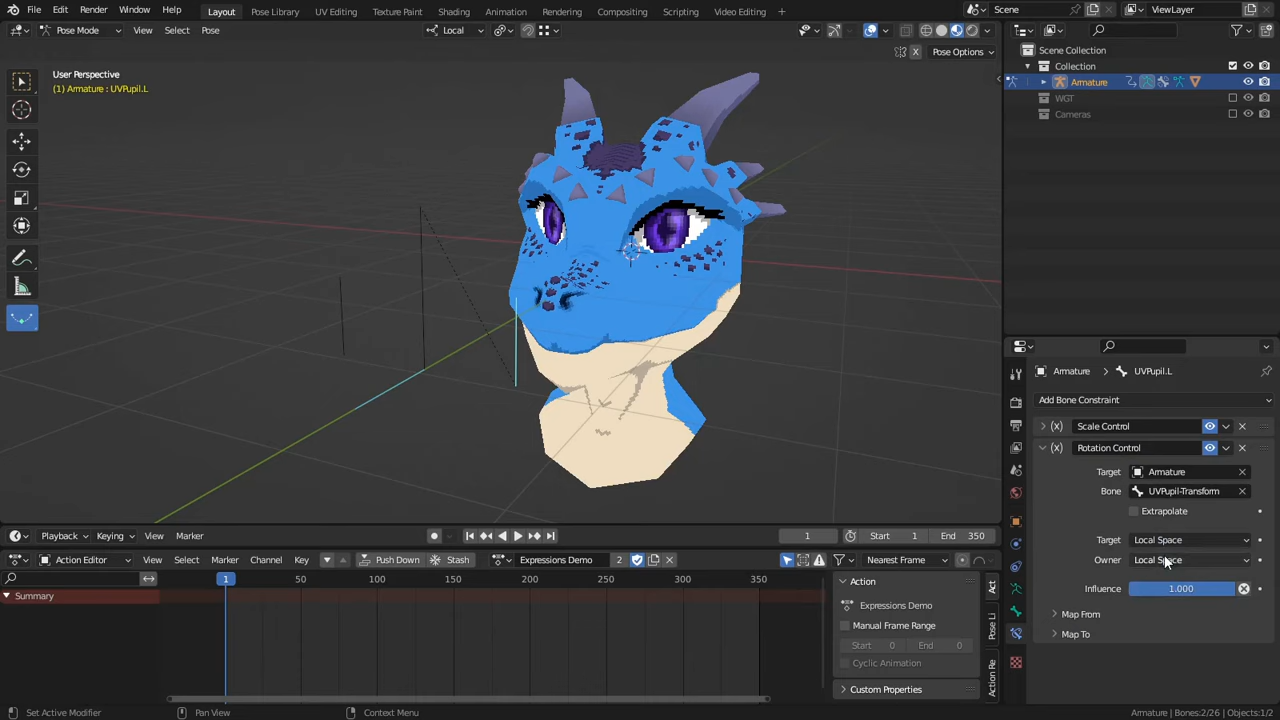 File Edit Render Window Help Layout Pose Library UV Editing Texture Paint Shading Animation Rendering Compositing Scripting Video Editing Scene ViewLayer
Pose Mode View Select Pose Local
X Pose Options
User Perspective
(1) Armature : UVPupil.L
Scene Collection
Collection
Armature
WGT
Cameras
Armature > UVPupil.L
Add Bone Constraint
Scale Control
Rotation Control
Target Armature
Bone UVPupil-Transform
Extrapolate
Target Local Space
Owner Local Space
Influence 1.000
Map From
Map To
Playback Keying View Marker 1 Start 1 End 350
Action Editor View Select Marker Channel Key Push Down Stash Expressions Demo 2 Nearest Frame
1 50 100 150 200 250 300 350
Summary
Action
Expressions Demo
Manual Frame Range
Start 0 End 0
Cyclic Animation
Custom Properties
Act
Pose Li
Action Re
Set Active Modifier Pan View Context Menu Armature | Bones:2/26 | Objects:1/2